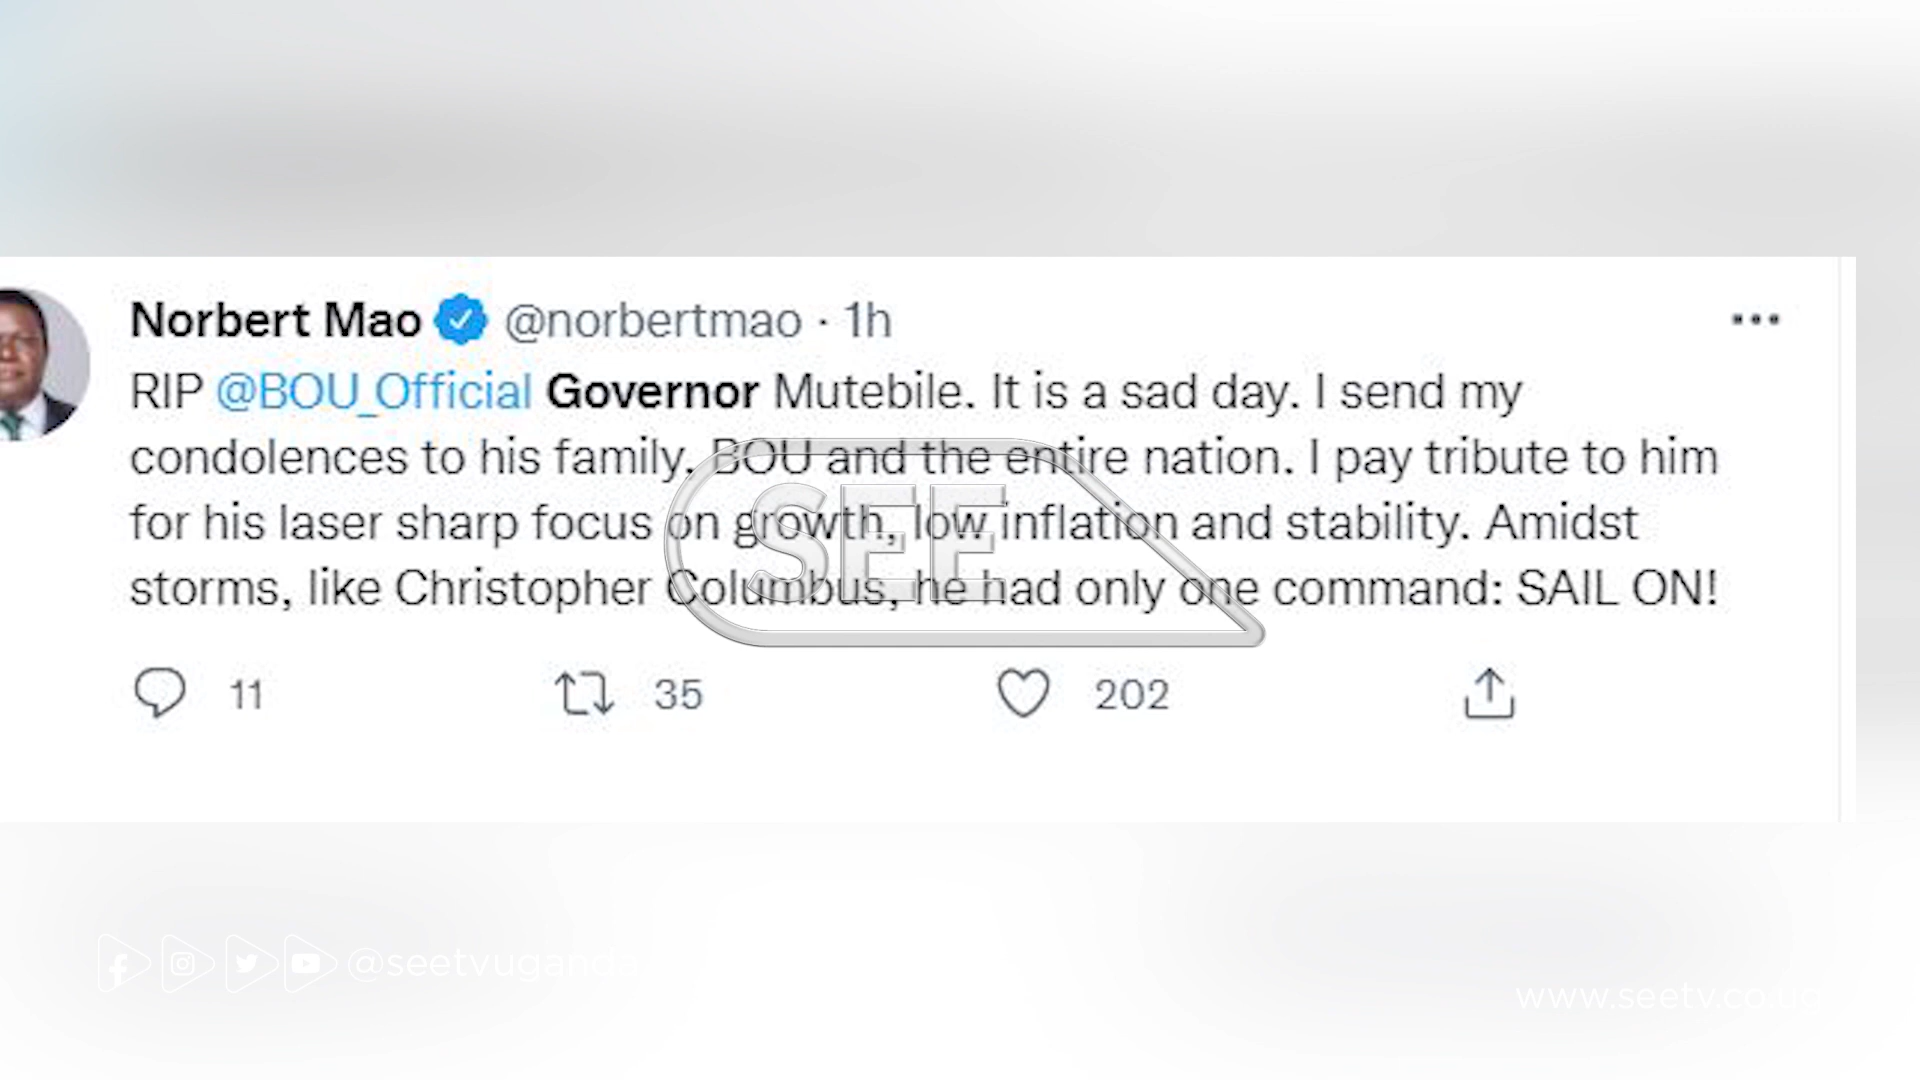 Norbert Mao @norbertmao · 1h
RIP @BOU_Official Governor Mutebile. It is a sad day. I send my
condolences to his family, BOU and the entire nation. I pay tribute to him
for his laser sharp focus on growth, low inflation and stability. Amidst
storms, like Christopher Columbus, he had only one command: SAIL ON!
SEE
11 35 202
@seetvuganda
www.seetv.co.ug